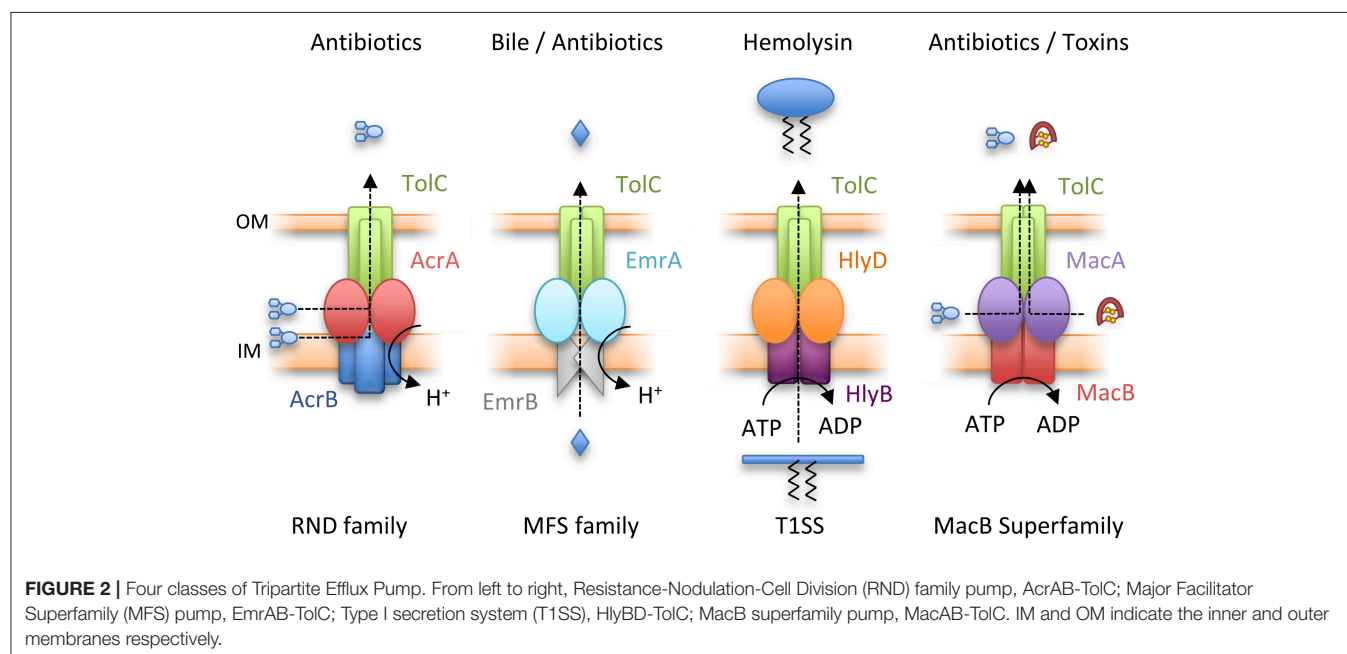 Antibiotics
Bile / Antibiotics
Hemolysin
Antibiotics / Toxins
TolC
TolC
TolC
TolC
OM
AcrA
EmrA
HlyD
MacA
IM
AcrB
H+
EmrB
H+
HlyB
MacB
ATP
ADP
ATP
ADP
RND family
MFS family
T1SS
MacB Superfamily
FIGURE 2 | Four classes of Tripartite Efflux Pump. From left to right, Resistance-Nodulation-Cell Division (RND) family pump, AcrAB-TolC; Major Facilitator
Superfamily (MFS) pump, EmrAB-TolC; Type I secretion system (T1SS), HlyBD-TolC; MacB superfamily pump, MacAB-TolC. IM and OM indicate the inner and outer
membranes respectively.